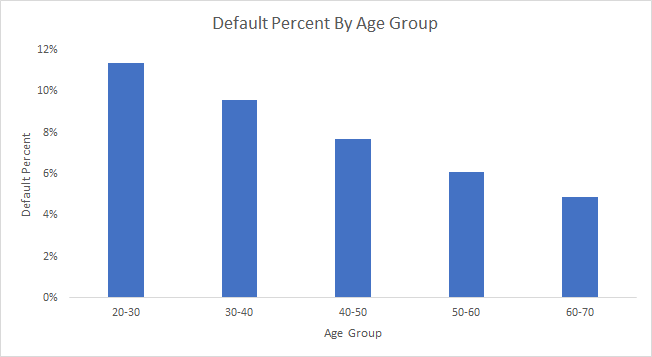 Default Percent By Age Group
12%
10%
8%
6%
4%
2%
0%
Default Percent
20-30 30-40 40-50 50-60 60-70
Age Group